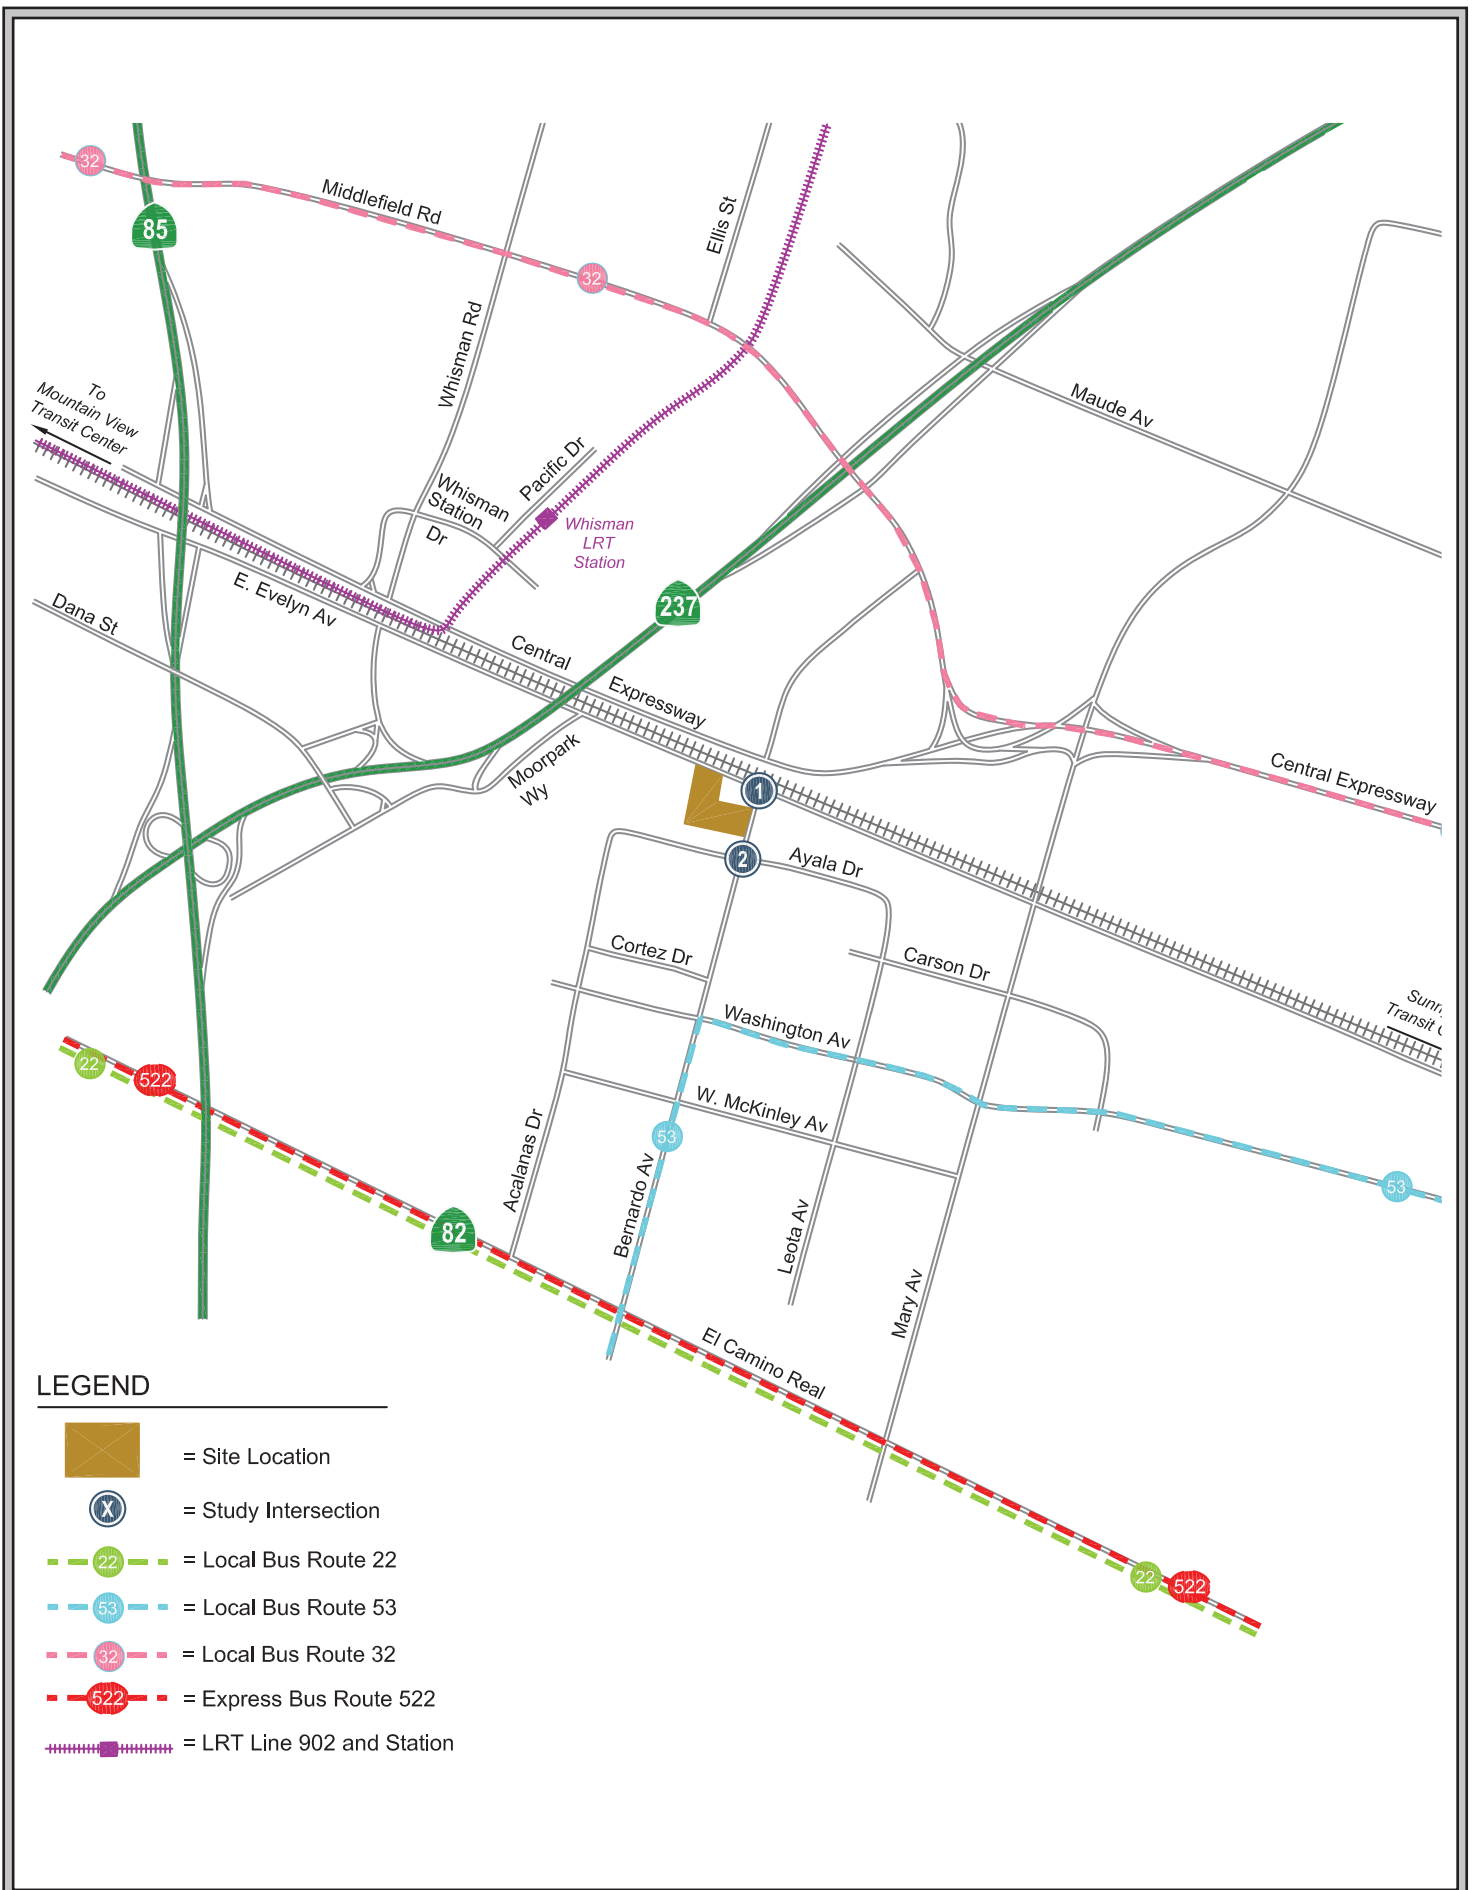 32
Middlefield Rd
85
Ellis St
32
Whisman Rd
To
Mountain View
Transit Center
Maude Av
Pacific Dr
Whisman
Station
Dr
Whisman
LRT
Station
237
E. Evelyn Av
Dana St
Central
Expressway
Moorpark
Wy
Central Expressway
1
2
Ayala Dr
Cortez Dr
Carson Dr
Washington Av
Transit
22
522
W. McKinley Av
Acalanas Dr
53
Bernardo Av
53
Leota Av
82
Mary Av
El Camino Real
22
522
LEGEND
= Site Location
X
= Study Intersection
22
= Local Bus Route 22
53
= Local Bus Route 53
32
= Local Bus Route 32
522
= Express Bus Route 522
= LRT Line 902 and Station